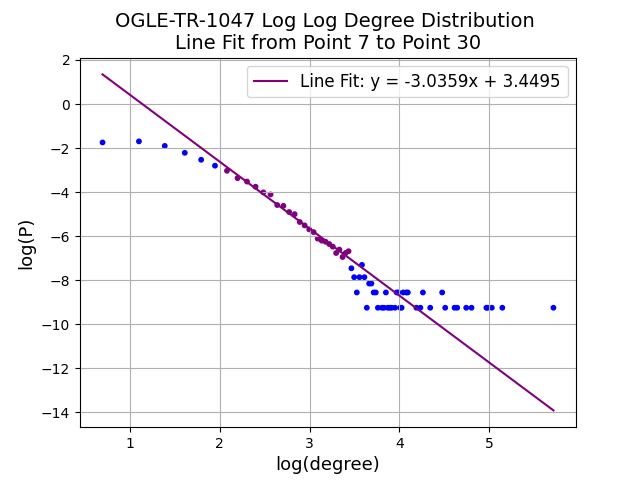 OGLE-TR-1047 Log Log Degree Distribution
Line Fit from Point 7 to Point 30
Line Fit: y = -3.0359x + 3.4495
2
0
−2
−4
−6
−8
−10
−12
−14
log(P)
1 2 3 4 5
log(degree)